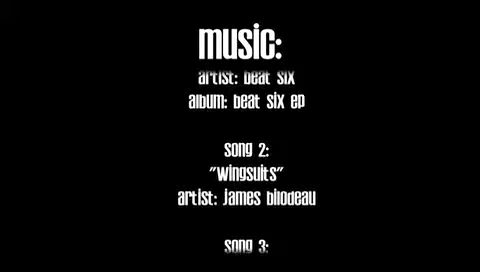 music:
artist: beat six
album: beat six ep
song 2:
"wingsuits"
artist: james bilodeau
song 3: